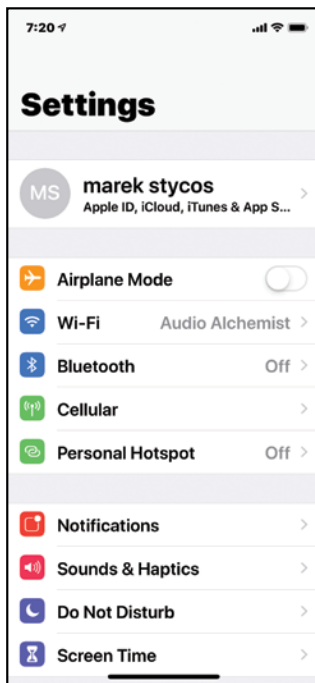 7:20
Settings
MS
marek stycos
Apple ID, iCloud, iTunes & App S...
Airplane Mode
Wi-Fi Audio Alchemist
Bluetooth Off
Cellular
Personal Hotspot Off
Notifications
Sounds & Haptics
Do Not Disturb
Screen Time